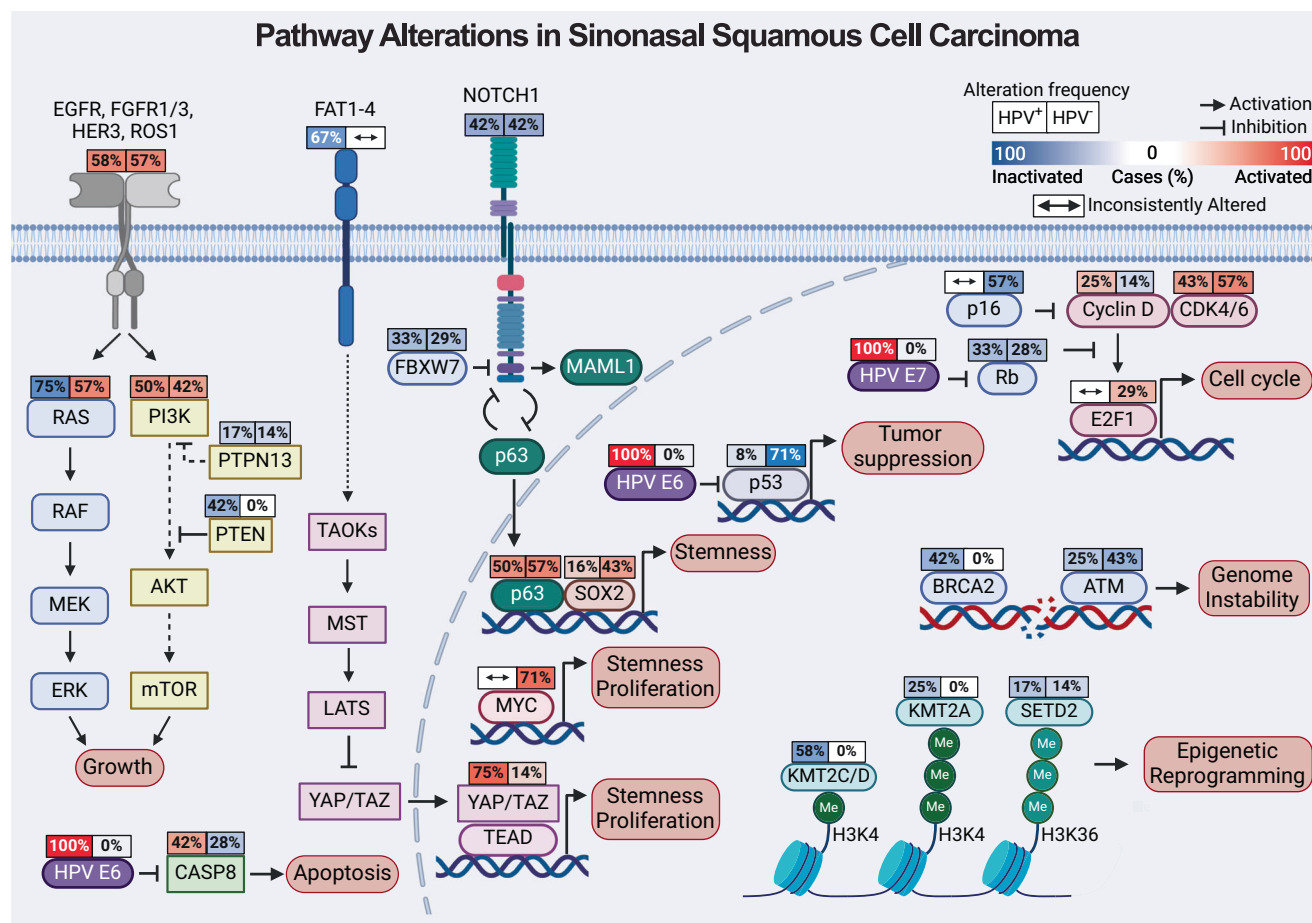 Pathway Alterations in Sinonasal Squamous Cell Carcinoma
EGFR, FGFR1/3,
HER3, ROS1
58% 57%
FAT1-4
67% ↔
NOTCH1
42% 42%
Alteration frequency
HPV⁺ HPV⁻
→ Activation
⊣ Inhibition
100 0 100
Inactivated Cases (%) Activated
↔ Inconsistently Altered
75% 57%
RAS
RAF
MEK
ERK
50% 42%
PI3K
17% 14%
PTPN13
42% 0%
PTEN
AKT
mTOR
Growth
100% 0%
HPV E6
42% 28%
CASP8
Apoptosis
TAOKs
MST
LATS
YAP/TAZ
33% 29%
FBXW7
MAML1
p63
50% 57%
p63
16% 43%
SOX2
Stemness
↔ 71%
MYC
Stemness
Proliferation
75% 14%
YAP/TAZ
TEAD
Stemness
Proliferation
↔ 57%
p16
25% 14%
Cyclin D
43% 57%
CDK4/6
100% 0%
HPV E7
33% 28%
Rb
↔ 29%
E2F1
Cell cycle
100% 0%
HPV E6
8% 71%
p53
Tumor
suppression
42% 0%
BRCA2
25% 43%
ATM
Genome
Instability
58% 0%
KMT2C/D
Me
H3K4
25% 0%
KMT2A
Me
Me
Me
H3K4
17% 14%
SETD2
Me
Me
Me
H3K36
Epigenetic
Reprogramming